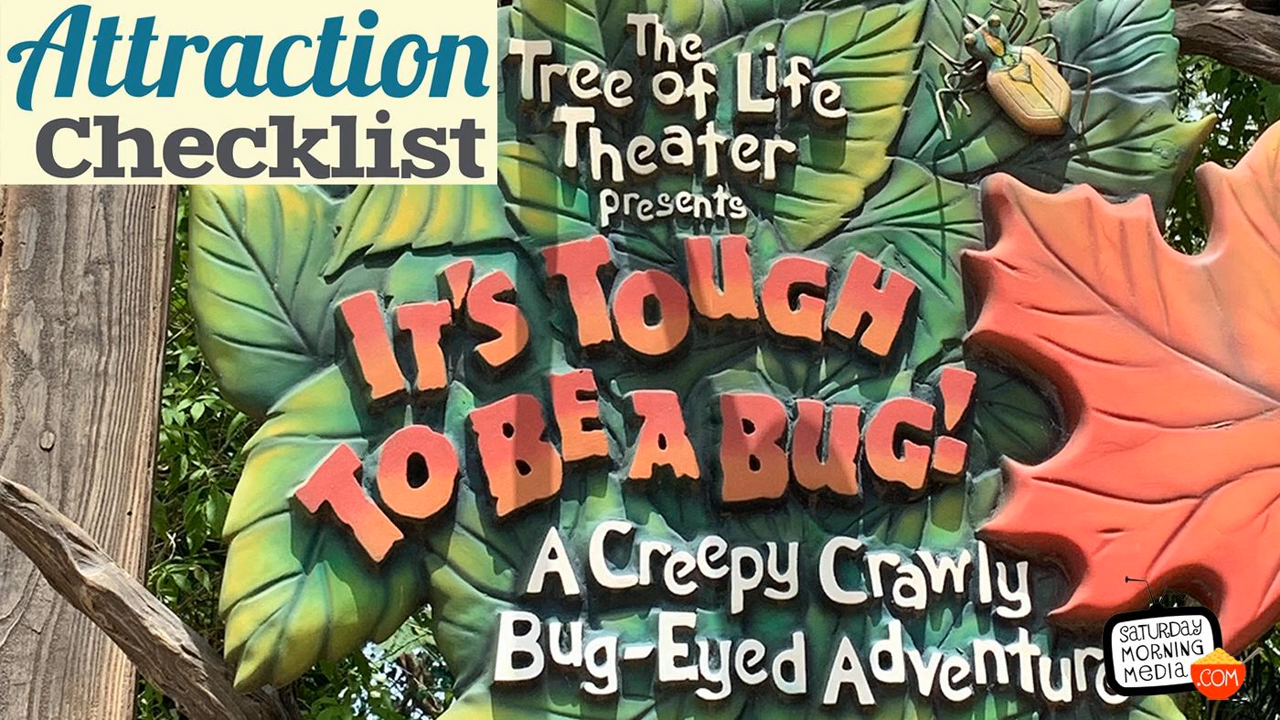 Attraction
Checklist
The
Tree of Life
Theater
presents
It's Tough
To Be A Bug!
A Creepy Crawly
Bug-Eyed Adventure
SATURDAY
MORNING
MEDIA
.COM